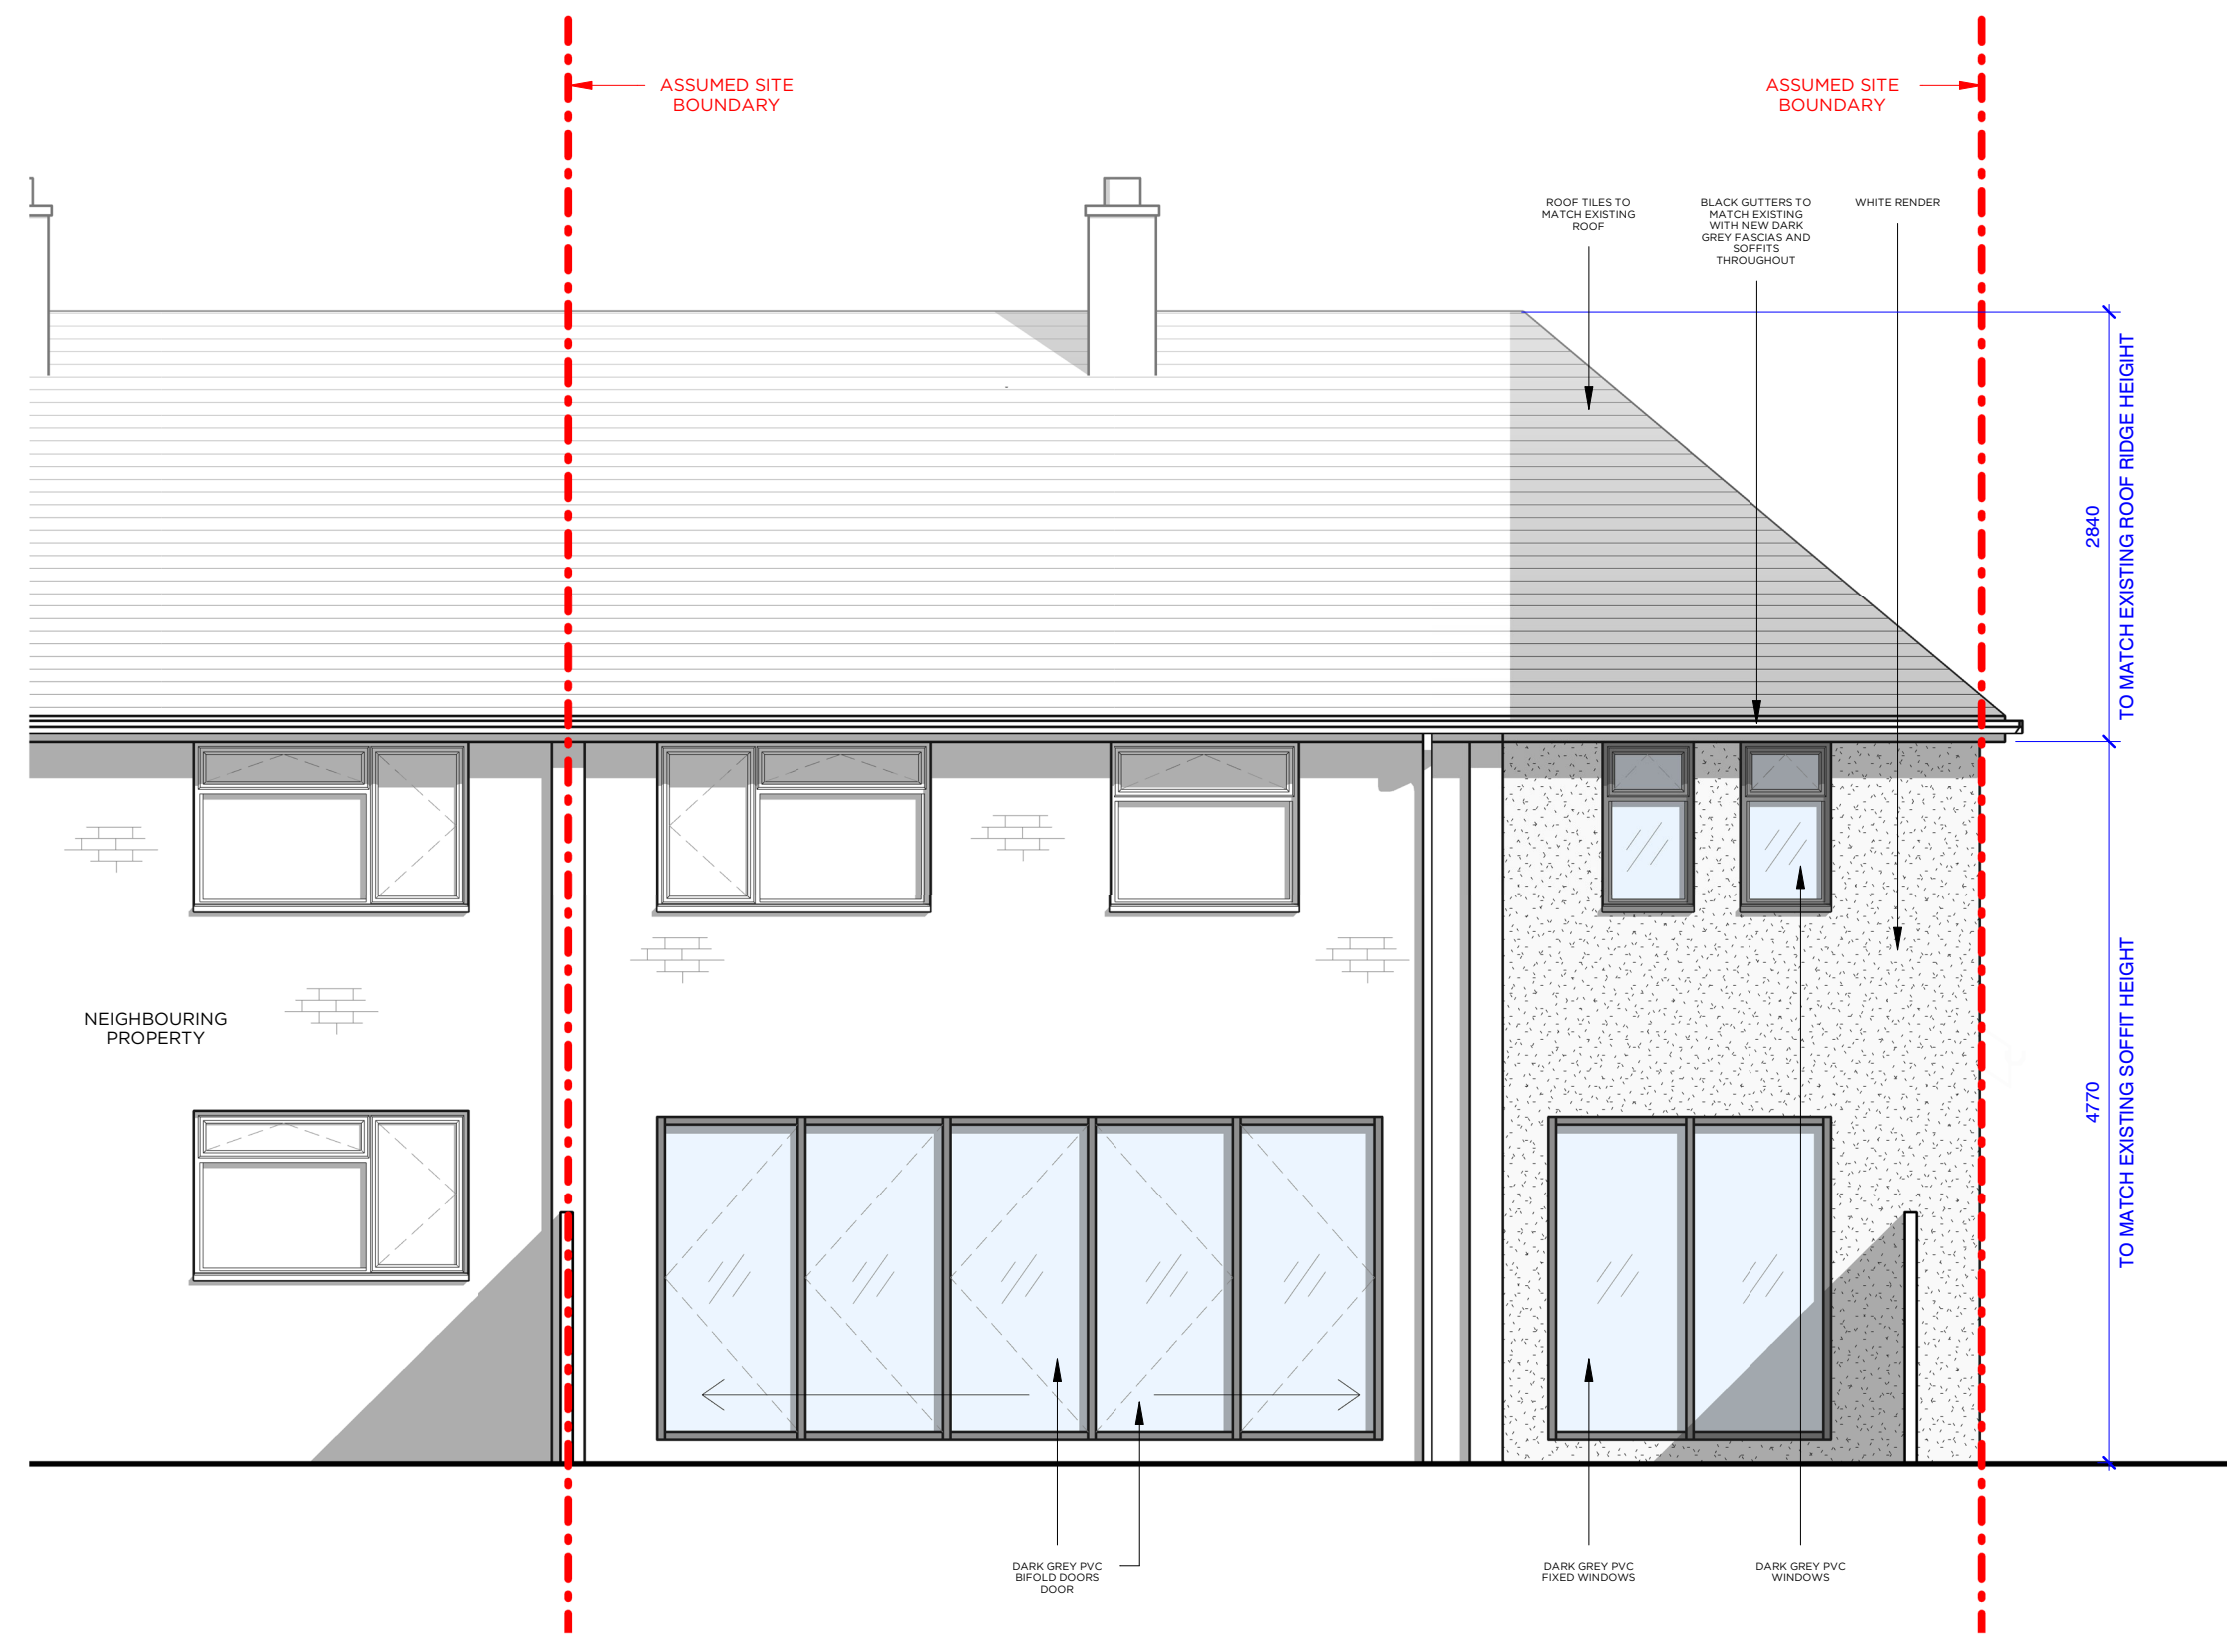 ASSUMED SITE
BOUNDARY
ASSUMED SITE
BOUNDARY
ROOF TILES TO
MATCH EXISTING
ROOF
BLACK GUTTERS TO
MATCH EXISTING
WITH NEW DARK
GREY FASCIAS AND
SOFFITS
THROUGHOUT
WHITE RENDER
2840
TO MATCH EXISTING ROOF RIDGE HEIGHT
NEIGHBOURING
PROPERTY
4770
TO MATCH EXISTING SOFFIT HEIGHT
DARK GREY PVC
BIFOLD DOORS
DOOR
DARK GREY PVC
FIXED WINDOWS
DARK GREY PVC
WINDOWS